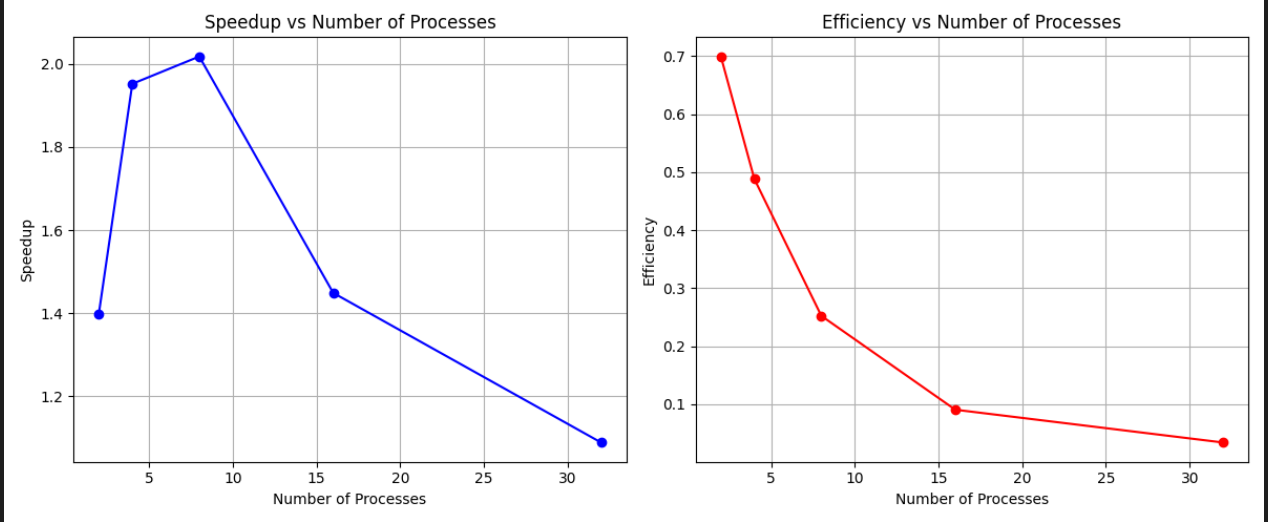 Speedup vs Number of Processes
2.0
1.8
1.6
1.4
1.2
Speedup
5 10 15 20 25 30
Number of Processes
Efficiency vs Number of Processes
0.7
0.6
0.5
0.4
0.3
0.2
0.1
Efficiency
5 10 15 20 25 30
Number of Processes